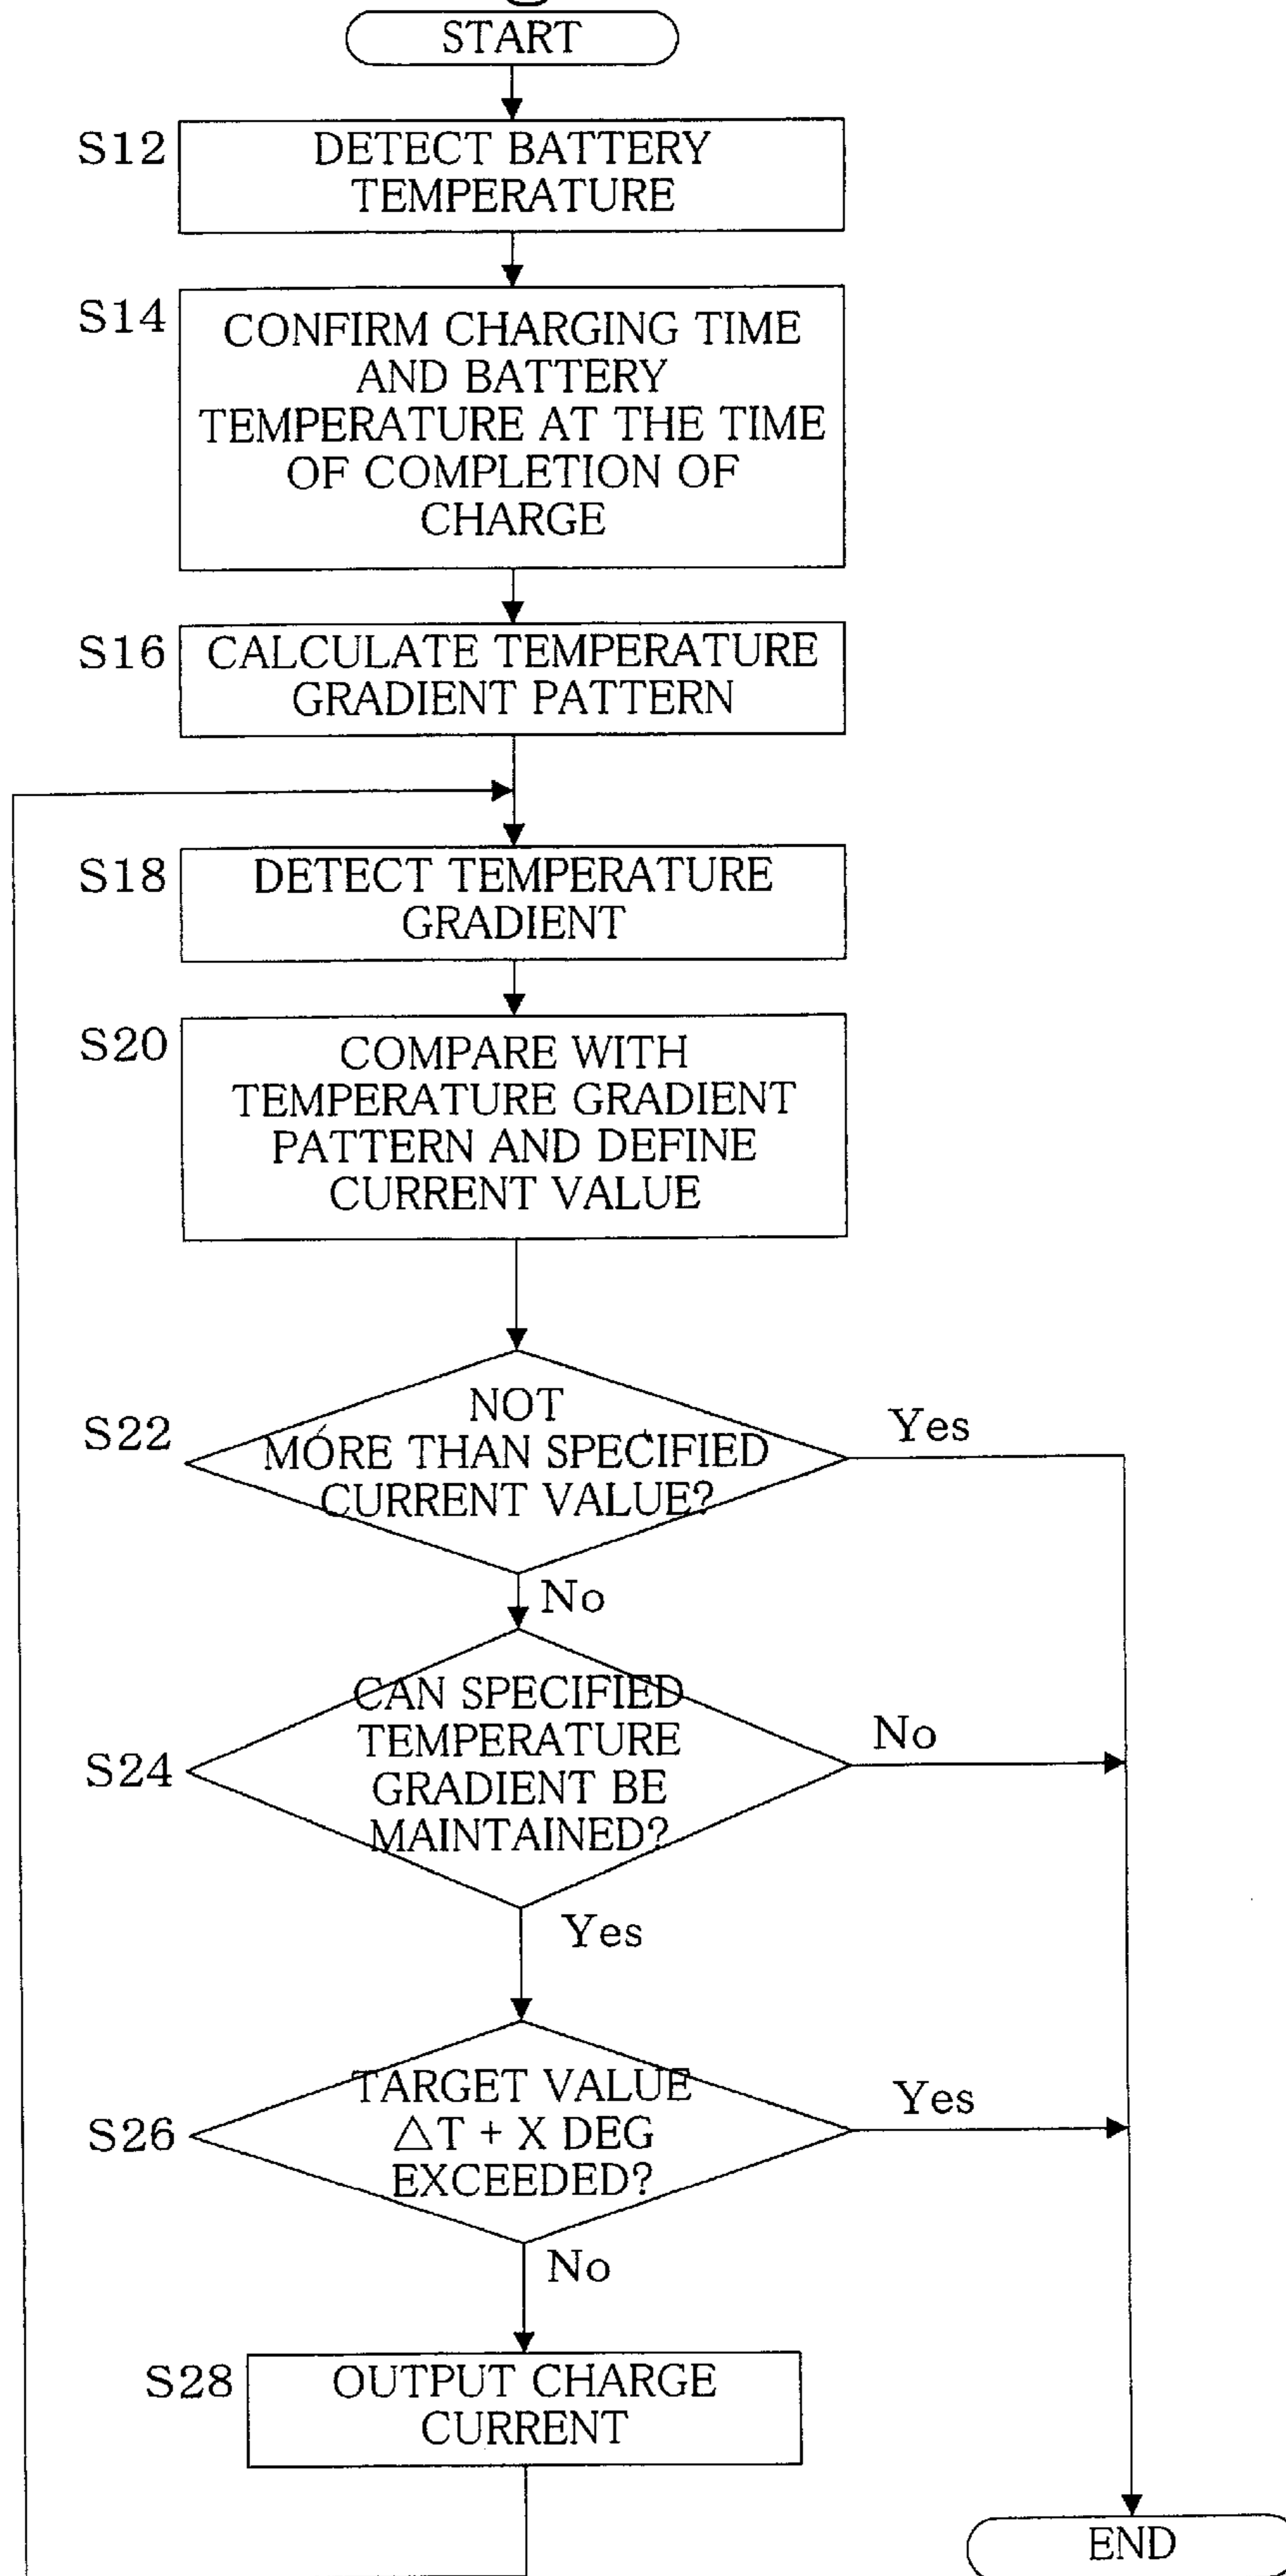 START
S12
DETECT BATTERY
TEMPERATURE
S14
CONFIRM CHARGING TIME
AND BATTERY
TEMPERATURE AT THE TIME
OF COMPLETION OF
CHARGE
S16
CALCULATE TEMPERATURE
GRADIENT PATTERN
S18
DETECT TEMPERATURE
GRADIENT
S20
COMPARE WITH
TEMPERATURE GRADIENT
PATTERN AND DEFINE
CURRENT VALUE
S22
NOT
MORE THAN SPECIFIED
CURRENT VALUE?
Yes
No
S24
CAN SPECIFIED
TEMPERATURE
GRADIENT BE
MAINTAINED?
No
Yes
S26
TARGET VALUE
△T + X DEG
EXCEEDED?
Yes
No
S28
OUTPUT CHARGE
CURRENT
END